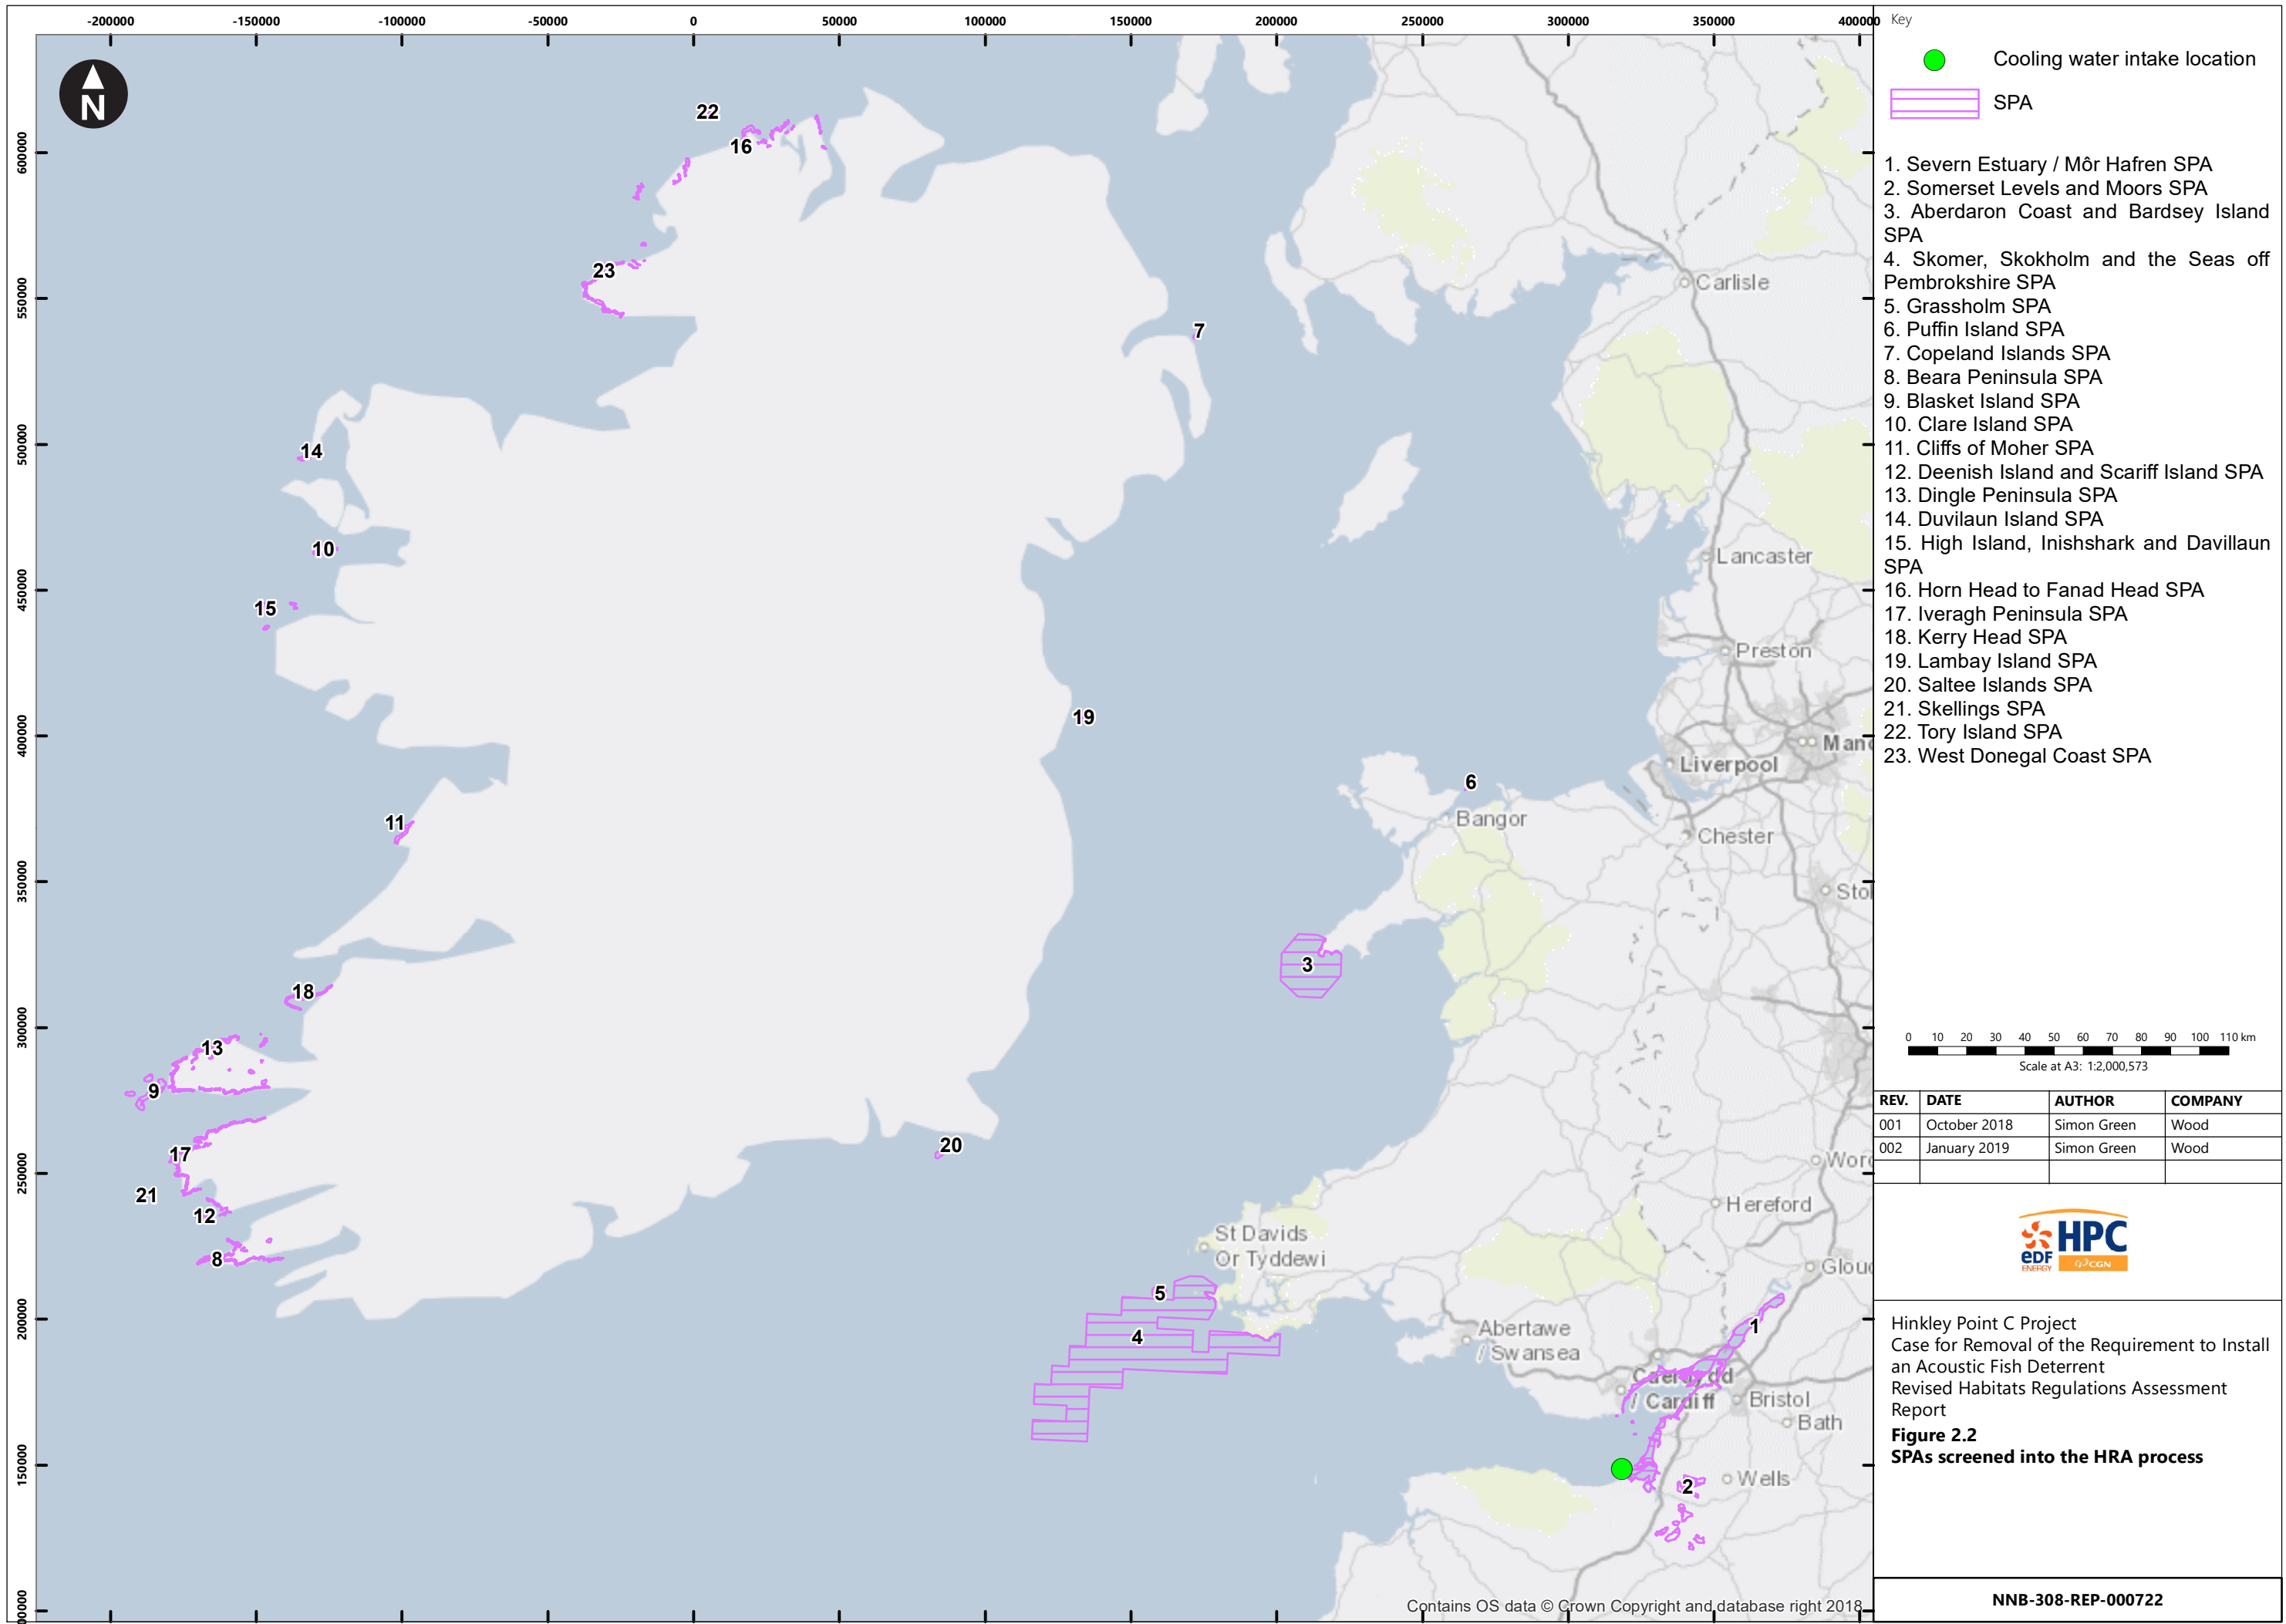 -200000 -150000 -100000 -50000 0 50000 100000 150000 200000 250000 300000 350000 400000
Key
Cooling water intake location
SPA
1. Severn Estuary / Môr Hafren SPA
2. Somerset Levels and Moors SPA
3. Aberdaron Coast and Bardsey Island
SPA
4. Skomer, Skokholm and the Seas off
Pembrokshire SPA
5. Grassholm SPA
6. Puffin Island SPA
7. Copeland Islands SPA
8. Beara Peninsula SPA
9. Blasket Island SPA
10. Clare Island SPA
11. Cliffs of Moher SPA
12. Deenish Island and Scariff Island SPA
13. Dingle Peninsula SPA
14. Duvilaun Island SPA
15. High Island, Inishshark and Davillaun
SPA
16. Horn Head to Fanad Head SPA
17. Iveragh Peninsula SPA
18. Kerry Head SPA
19. Lambay Island SPA
20. Saltee Islands SPA
21. Skellings SPA
22. Tory Island SPA
23. West Donegal Coast SPA
N
600000
550000
500000
450000
400000
350000
300000
250000
200000
150000
22
16
23
7
14
10
15
19
6
11
3
18
13
9
20
17
21
12
8
5
4
1
2
Carlisle
Lancaster
Preston
Liverpool
Bangor
Chester
Hereford
St Davids
Or Tyddewi
Abertawe
/ Swansea
Caerdydd
/ Cardiff
Bristol
Bath
Wells
0 10 20 30 40 50 60 70 80 90 100 110 km
Scale at A3: 1:2,000,573
REV. DATE AUTHOR COMPANY
001 October 2018 Simon Green Wood
002 January 2019 Simon Green Wood
eDF
ENERGY
HPC
CGN
Hinkley Point C Project
Case for Removal of the Requirement to Install
an Acoustic Fish Deterrent
Revised Habitats Regulations Assessment
Report
Figure 2.2
SPAs screened into the HRA process
NNB-308-REP-000722
Contains OS data © Crown Copyright and database right 2018